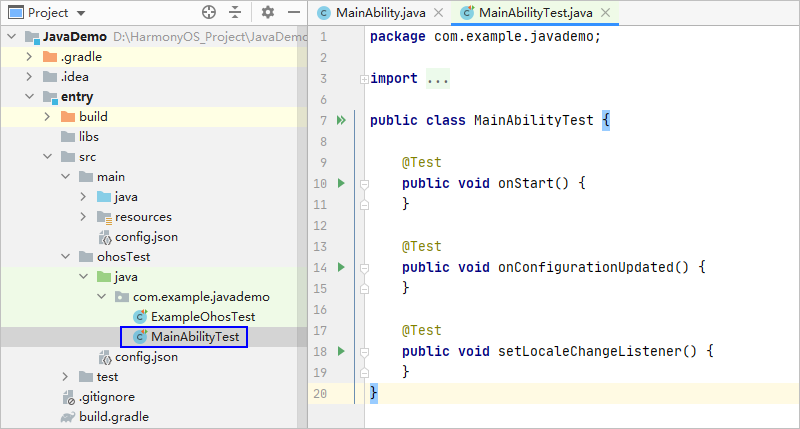 Project
JavaDemo D:\HarmonyOS_Project\JavaDemo
.gradle
.idea
entry
build
libs
src
main
java
resources
config.json
ohosTest
java
com.example.javademo
ExampleOhosTest
MainAbilityTest
config.json
test
.gitignore
build.gradle
MainAbility.java
MainAbilityTest.java
1 package com.example.javademo;
2
3 import ...
6
7 public class MainAbilityTest {
8
9 @Test
10 public void onStart() {
11 }
12
13 @Test
14 public void onConfigurationUpdated() {
15 }
16
17 @Test
18 public void setLocaleChangeListener() {
19 }
20 }